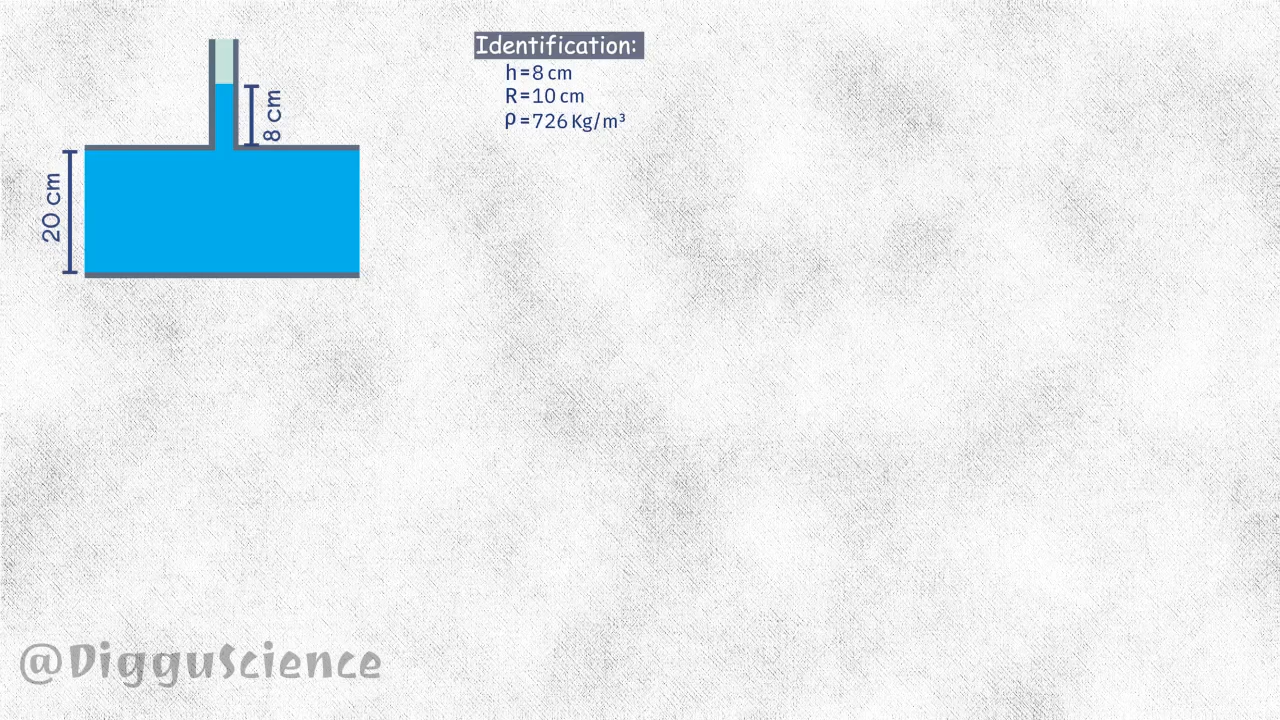 8 cm
20 cm
Identification:
h = 8 cm
R = 10 cm
ρ = 726 Kg/m³
@DigguScience